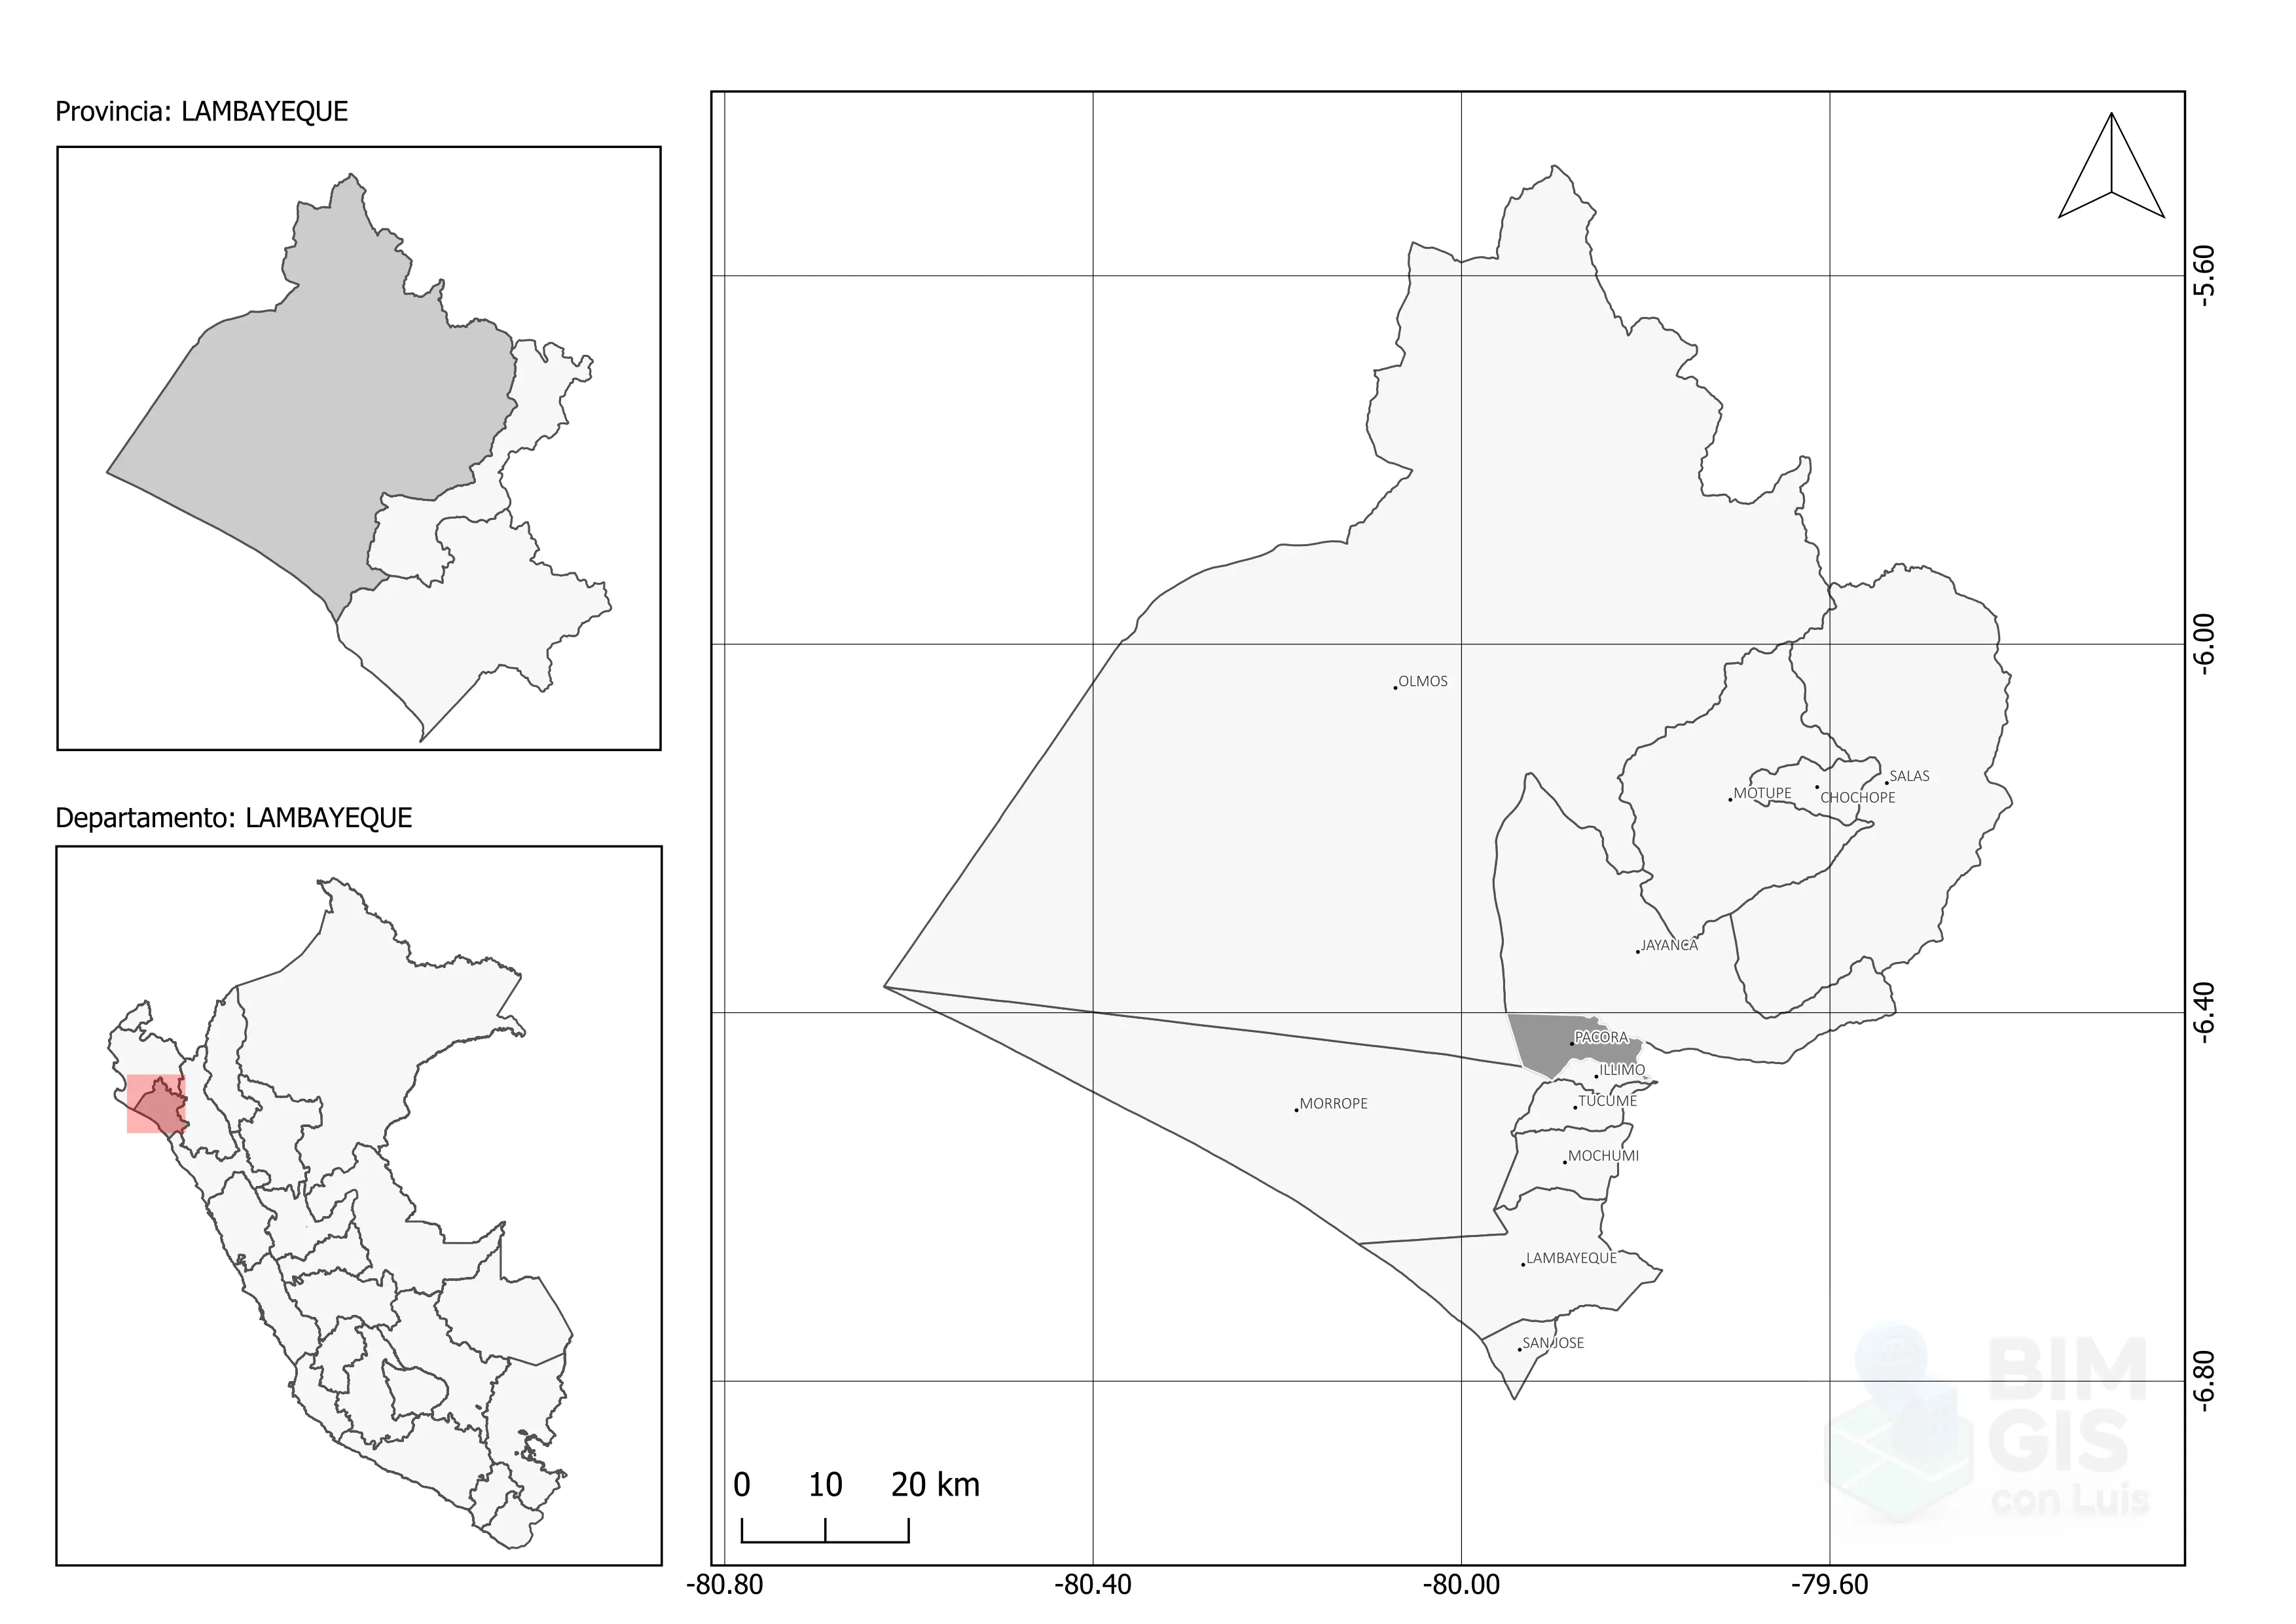 Provincia: LAMBAYEQUE
Departamento: LAMBAYEQUE
OLMOS
SALAS
MOTUPE
CHOCHOPE
JAYANCA
PACORA
ILLIMO
TUCUME
MORROPE
MOCHUMI
LAMBAYEQUE
SAN JOSE
-5.60
-6.00
-6.40
-6.80
0 10 20 km
-80.80 -80.40 -80.00 -79.60
BIM
GIS
con Luis